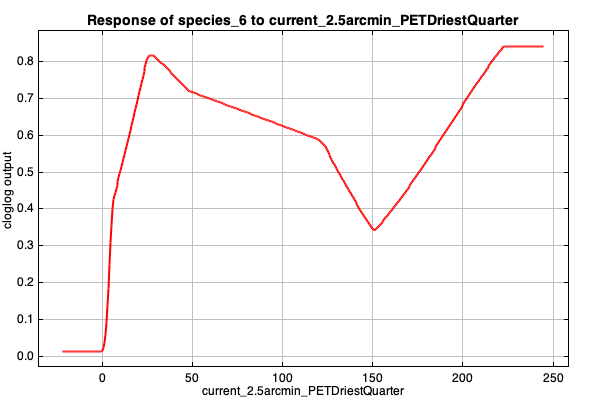 Response of species_6 to current_2.5arcmin_PETDriestQuarter
cloglog output
0.8
0.7
0.6
0.5
0.4
0.3
0.2
0.1
0.0
0 50 100 150 200 250
current_2.5arcmin_PETDriestQuarter